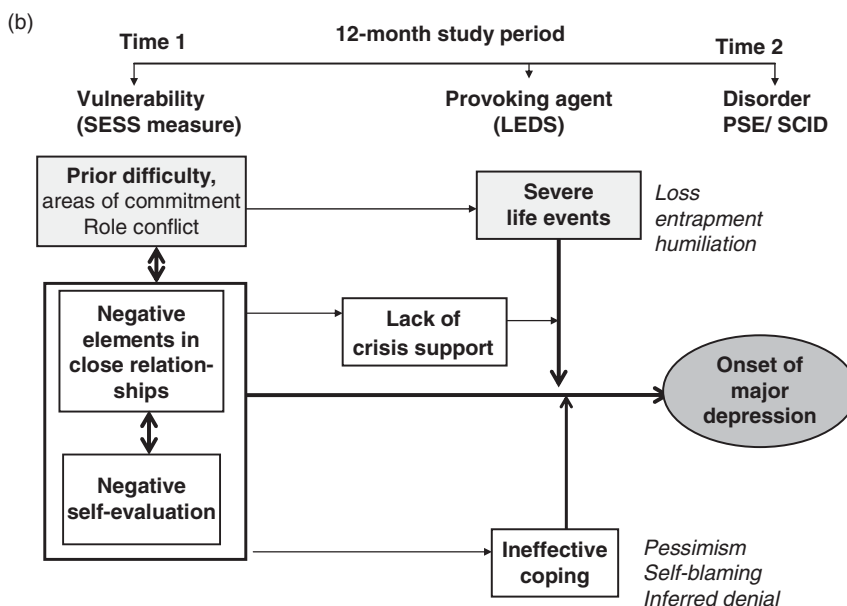 (b)
12-month study period
Time 1
Time 2
Vulnerability
(SESS measure)
Provoking agent
(LEDS)
Disorder
PSE/ SCID
Prior difficulty,
areas of commitment
Role conflict
Severe
life events
Loss
entrapment
humiliation
Negative
elements in
close relation-
ships
Lack of
crisis support
Onset of
major
depression
Negative
self-evaluation
Ineffective
coping
Pessimism
Self-blaming
Inferred denial